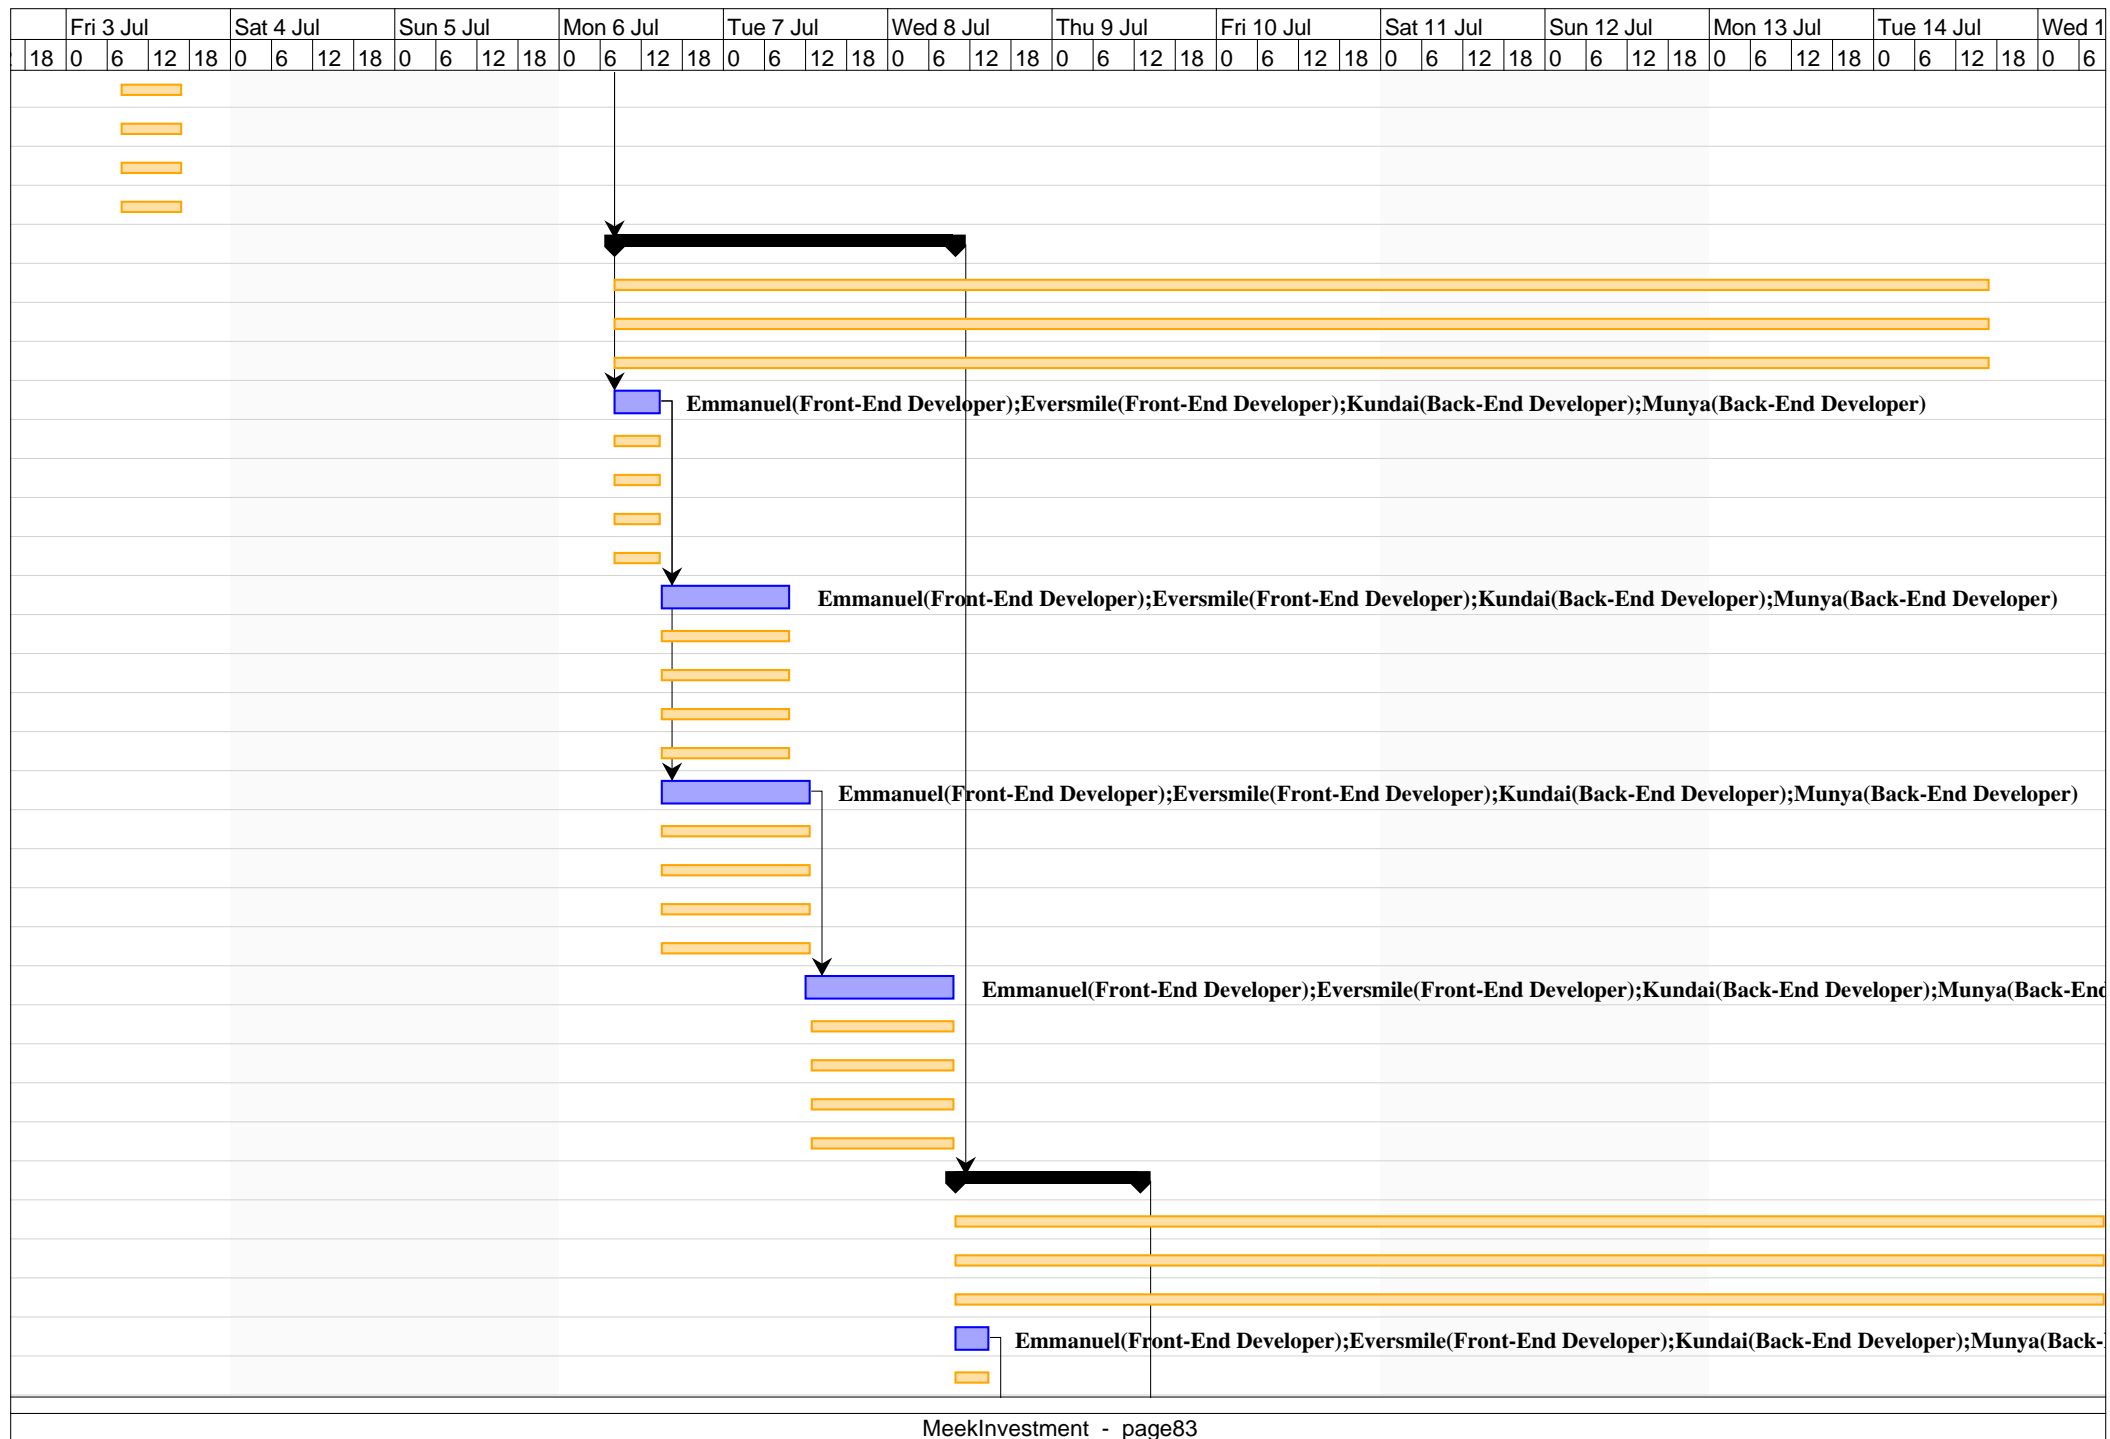 Fri 3 Jul Sat 4 Jul Sun 5 Jul Mon 6 Jul Tue 7 Jul Wed 8 Jul Thu 9 Jul Fri 10 Jul Sat 11 Jul Sun 12 Jul Mon 13 Jul Tue 14 Jul Wed 1
18 0 6 12 18 0 6 12 18 0 6 12 18 0 6 12 18 0 6 12 18 0 6 12 18 0 6 12 18 0 6 12 18 0 6 12 18 0 6 12 18 0 6 12 18 0 6 12 18 0 6
Emmanuel(Front-End Developer);Eversmile(Front-End Developer);Kundai(Back-End Developer);Munya(Back-End Developer)
Emmanuel(Front-End Developer);Eversmile(Front-End Developer);Kundai(Back-End Developer);Munya(Back-End Developer)
Emmanuel(Front-End Developer);Eversmile(Front-End Developer);Kundai(Back-End Developer);Munya(Back-End Developer)
Emmanuel(Front-End Developer);Eversmile(Front-End Developer);Kundai(Back-End Developer);Munya(Back-End
Emmanuel(Front-End Developer);Eversmile(Front-End Developer);Kundai(Back-End Developer);Munya(Back-
MeekInvestment - page83